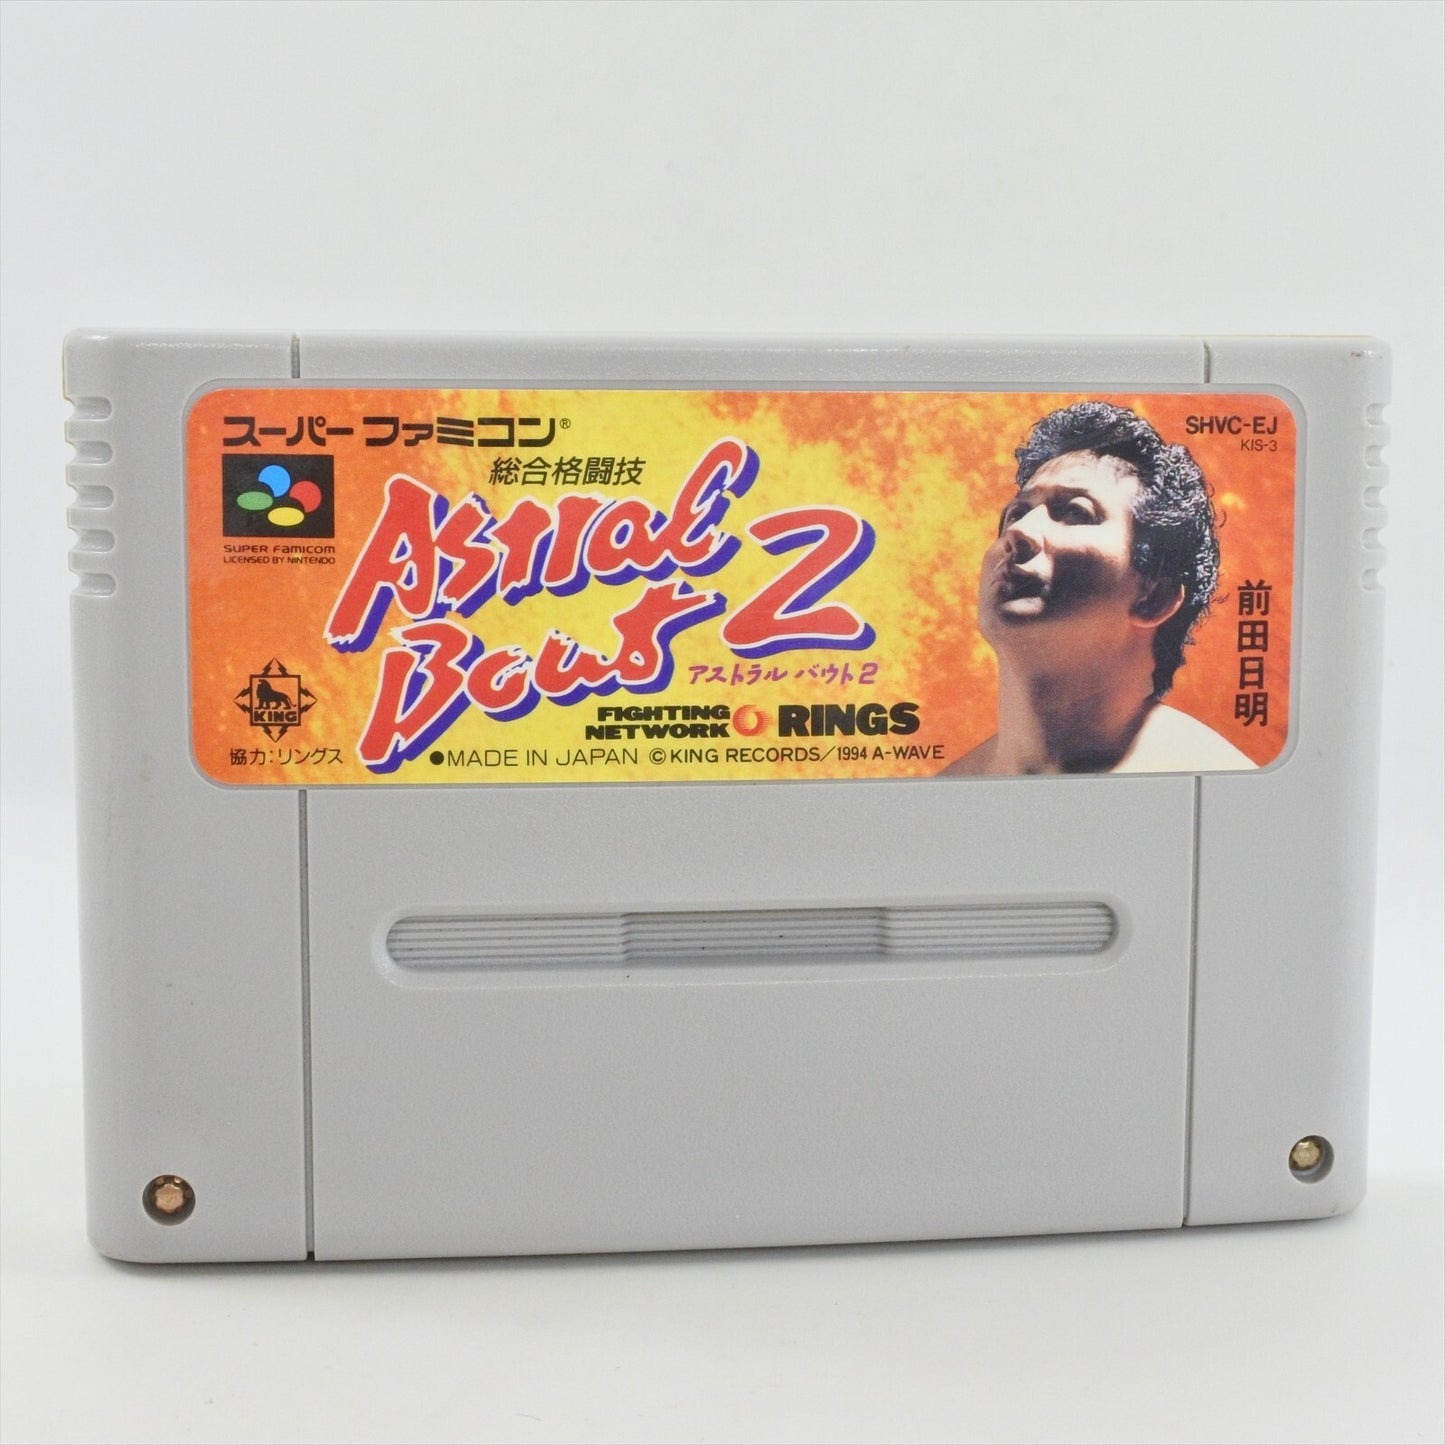 スーパーファミコン®
SHVC-EJ
KIS-3
総合格闘技
Astral
Bout 2
アストラル バウト2
SUPER FAMICOM
LICENSED BY NINTENDO
前田日明
KING
FIGHTING
NETWORK RINGS
協力:リングス
●MADE IN JAPAN ©KING RECORDS/1994 A-WAVE